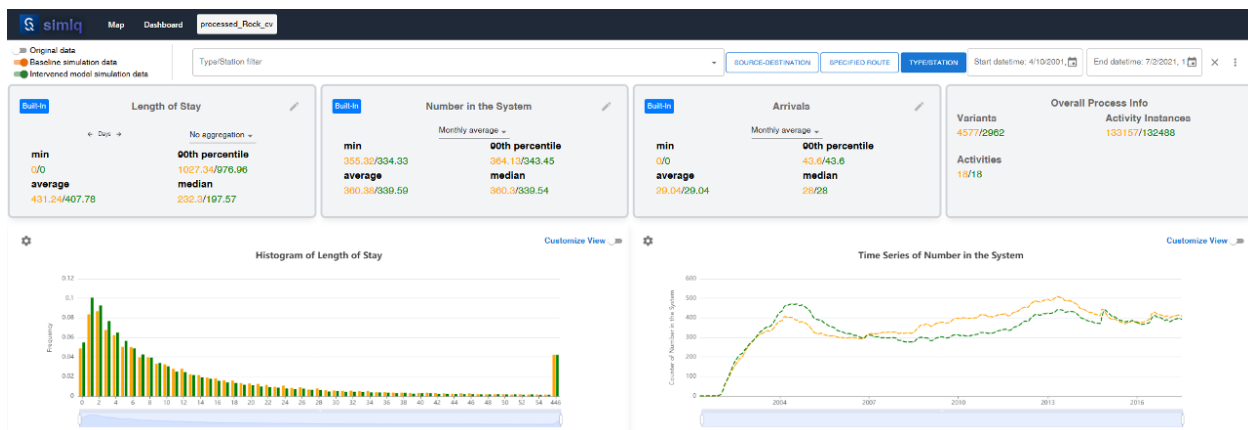 simiq Map Dashboard processed_Rock_cv
Original data
Baseline simulation data
Intervened modal simulation data
Type/Station filter
SOURCE-DESTINATION SPECIFIED ROUTE TYPE/STATION
Start datetime: 4/10/2001, End datetime: 7/2/2021, 1
Built-In Length of Stay
← Days → No aggregation
min 90th percentile
0/0 1027.34/976.96
average median
431.24/407.78 232.3/197.57
Built-In Number in the System
Monthly average
min 90th percentile
355.32/334.33 364.13/343.45
average median
360.38/339.59 360.3/339.54
Built-In Arrivals
Monthly average
min 90th percentile
0/0 43.6/43.6
average median
29.04/29.04 28/28
Overall Process Info
Variants Activity Instances
4577/2962 133157/132488
Activities
18/18
Customize View
Histogram of Length of Stay
0.12
0.1
0.08
0.06
0.04
0.02
0
Frequency
0 2 4 6 8 10 12 14 16 18 20 22 24 26 28 30 32 34 36 38 40 42 44 46 48 50 52 54 446
Customize View
Time Series of Number in the System
600
500
400
300
200
100
0
Counter of Number in the System
2004 2007 2010 2013 2016